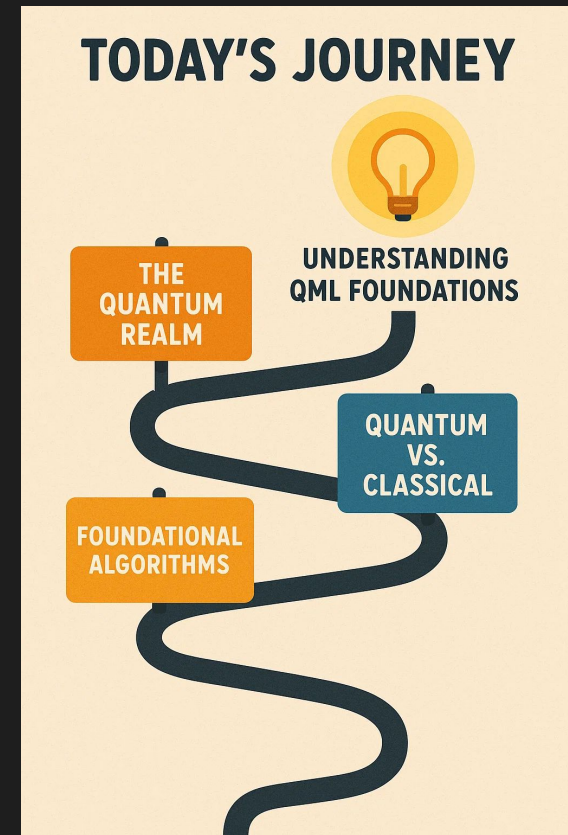 TODAY'S JOURNEY
UNDERSTANDING
QML FOUNDATIONS
THE
QUANTUM
REALM
QUANTUM
VS.
CLASSICAL
FOUNDATIONAL
ALGORITHMS